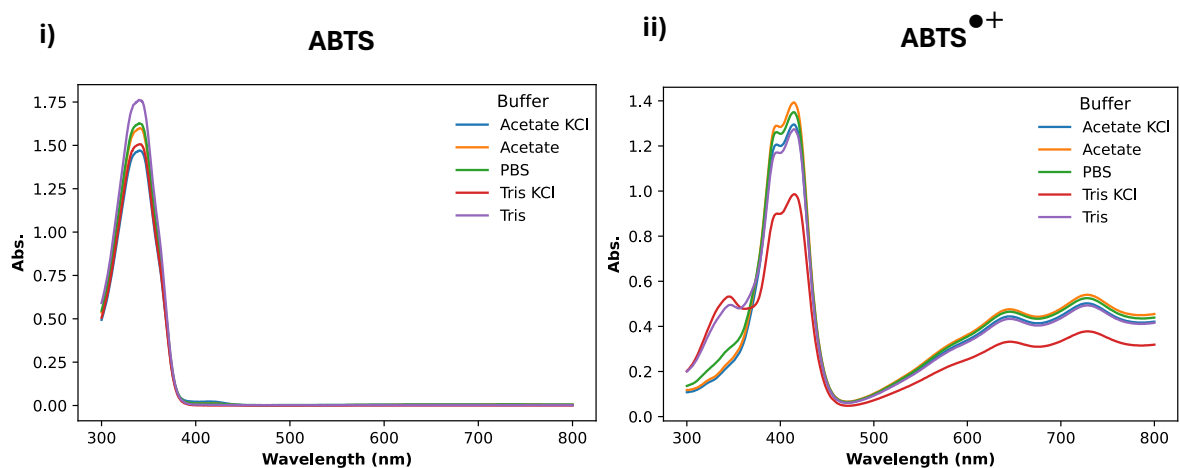 i)
ABTS
1.75
1.50
1.25
1.00
0.75
0.50
0.25
0.00
Abs.
300
400
500
600
700
800
Wavelength (nm)
Buffer
Acetate KCl
Acetate
PBS
Tris KCl
Tris
ii)
ABTS●+
1.4
1.2
1.0
0.8
0.6
0.4
0.2
0.0
Abs.
300
400
500
600
700
800
Wavelength (nm)
Buffer
Acetate KCl
Acetate
PBS
Tris KCl
Tris